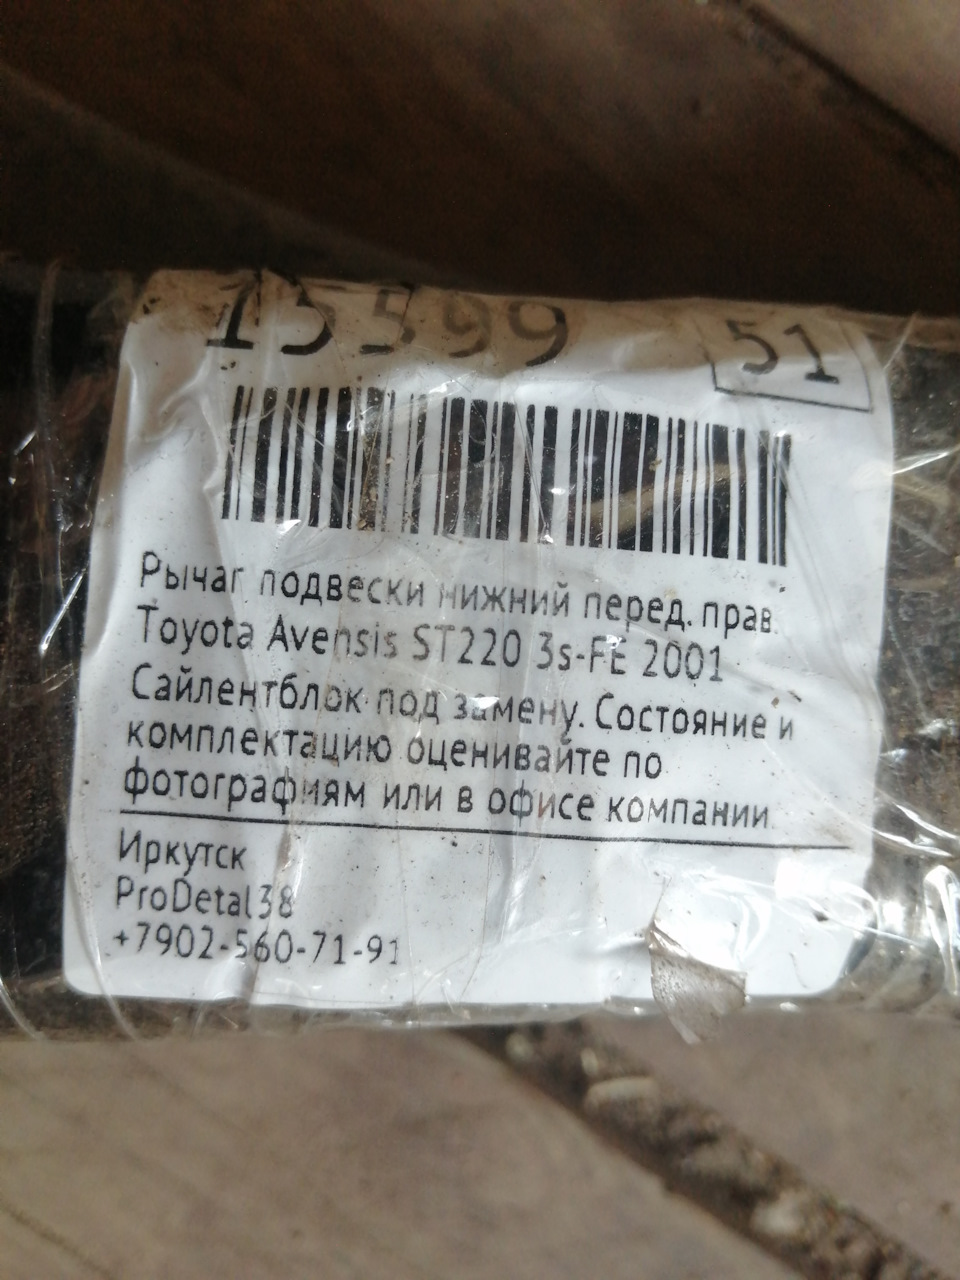 15599
51
Рычаг подвески нижний перед. прав.
Toyota Avensis ST220 3s-FE 2001
Сайлентблок под замену. Состояние и
комплектацию оценивайте по
фотографиям или в офисе компании.
Иркутск
ProDetal38
+7902-560-71-91